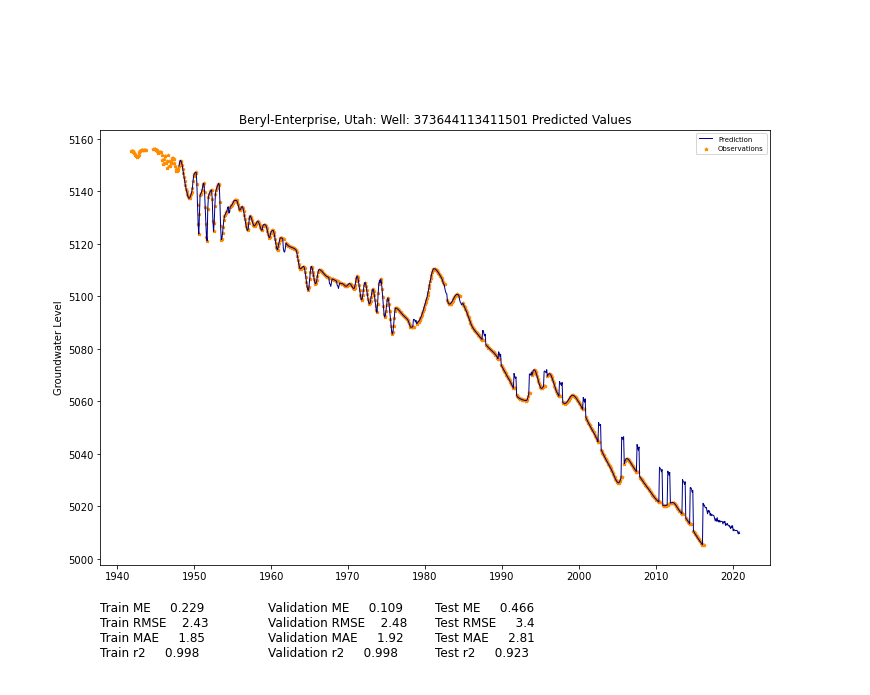 Beryl-Enterprise, Utah: Well: 373644113411501 Predicted Values
Prediction
Observations
Groundwater Level
5160
5140
5120
5100
5080
5060
5040
5020
5000
1940 1950 1960 1970 1980 1990 2000 2010 2020
Train ME 0.229 Validation ME 0.109 Test ME 0.466
Train RMSE 2.43 Validation RMSE 2.48 Test RMSE 3.4
Train MAE 1.85 Validation MAE 1.92 Test MAE 2.81
Train r2 0.998 Validation r2 0.998 Test r2 0.923